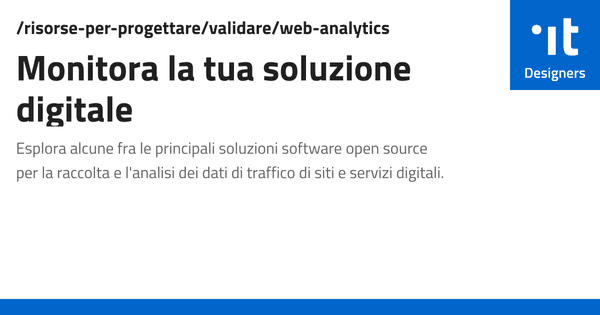 /risorse-per-progettare/validare/web-analytics
Monitora la tua soluzione
digitale
Esplora alcune fra le principali soluzioni software open source
per la raccolta e l'analisi dei dati di traffico di siti e servizi digitali.
it
Designers